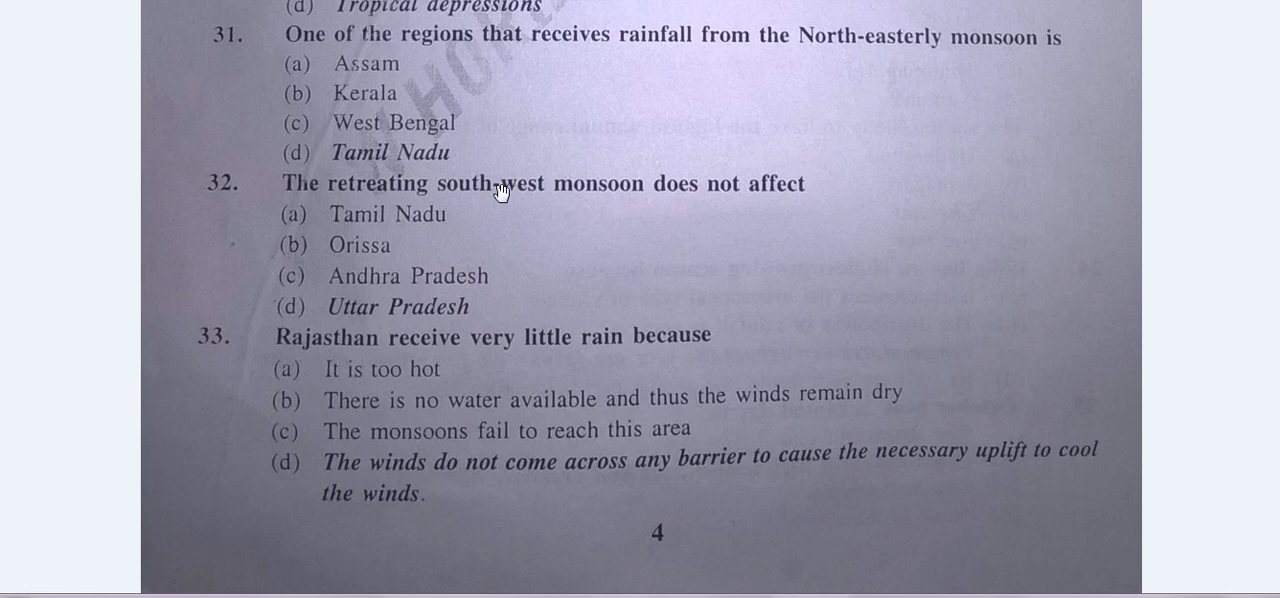 (d) Tropical depressions
31. One of the regions that receives rainfall from the North-easterly monsoon is
(a) Assam
(b) Kerala
(c) West Bengal
(d) Tamil Nadu
32. The retreating south-west monsoon does not affect
(a) Tamil Nadu
(b) Orissa
(c) Andhra Pradesh
(d) Uttar Pradesh
33. Rajasthan receive very little rain because
(a) It is too hot
(b) There is no water available and thus the winds remain dry
(c) The monsoons fail to reach this area
(d) The winds do not come across any barrier to cause the necessary uplift to cool
the winds.
4